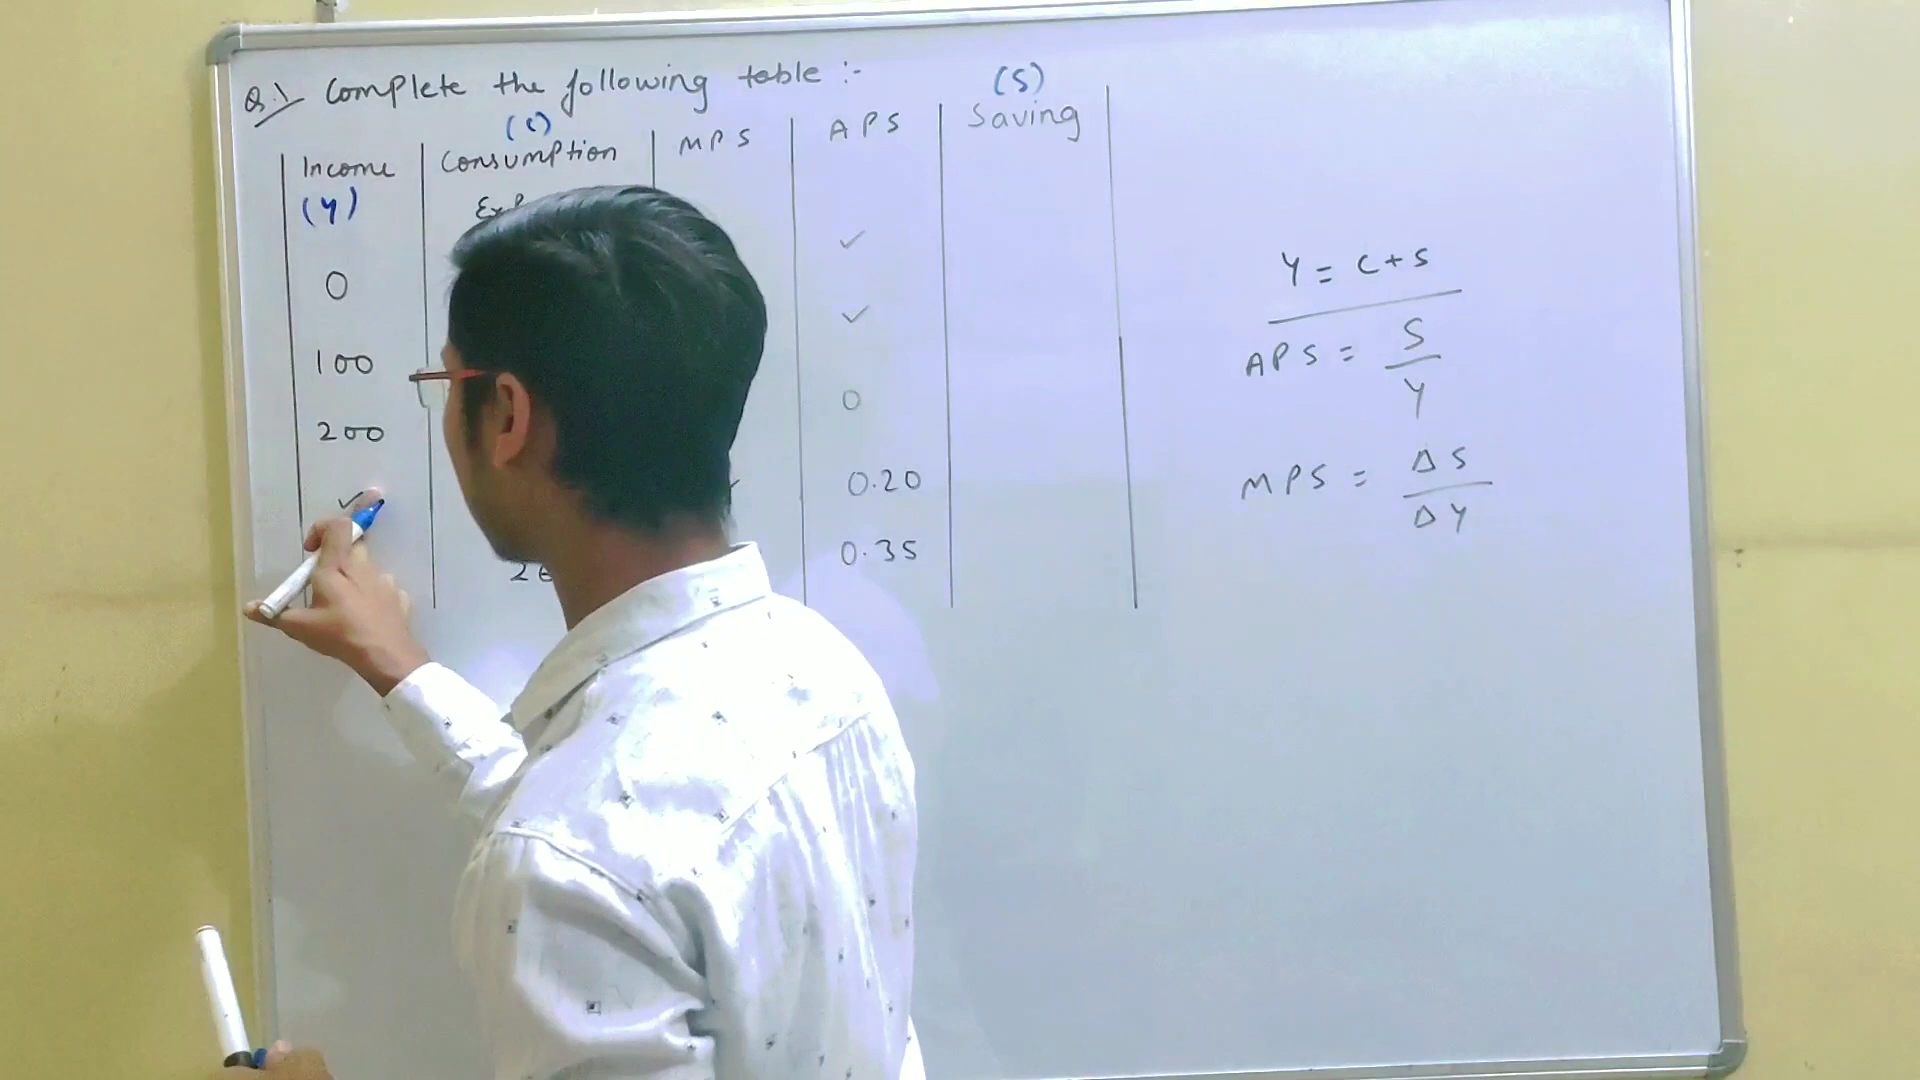 Q.1 Complete the following table :-
(C) (S)
Income Consumption MPS APS Saving
(Y)
✓
0
✓
100
0
200
✓ 0.20
0.35
Y = C + S
APS = S / Y
MPS = ΔS / ΔY